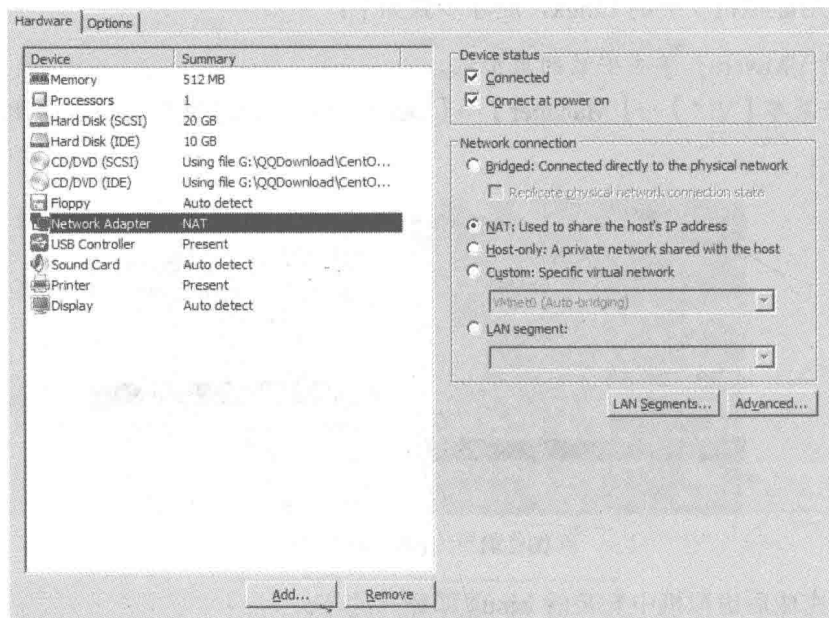 Hardware Options
Device Summary
Memory 512 MB
Processors 1
Hard Disk (SCSI) 20 GB
Hard Disk (IDE) 10 GB
CD/DVD (SCSI) Using file G:\QQDownload\CentO...
CD/DVD (IDE) Using file G:\QQDownload\CentO...
Floppy Auto detect
Network Adapter NAT
USB Controller Present
Sound Card Auto detect
Printer Present
Display Auto detect
Add... Remove
Device status
Connected
Connect at power on
Network connection
Bridged: Connected directly to the physical network
Replicate physical network connection state
NAT: Used to share the host's IP address
Host-only: A private network shared with the host
Custom: Specific virtual network
VMnet0 (Auto-bridging)
LAN segment:
LAN Segments... Advanced...